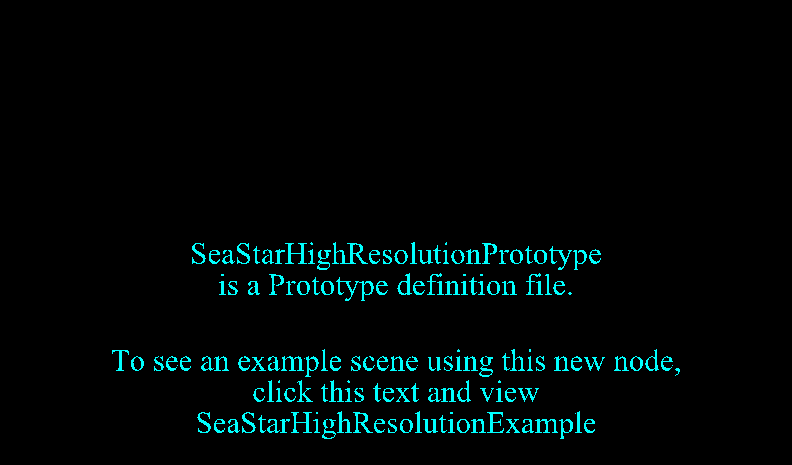 SeaStarHighResolutionPrototype
is a Prototype definition file.
To see an example scene using this new node,
click this text and view
SeaStarHighResolutionExample